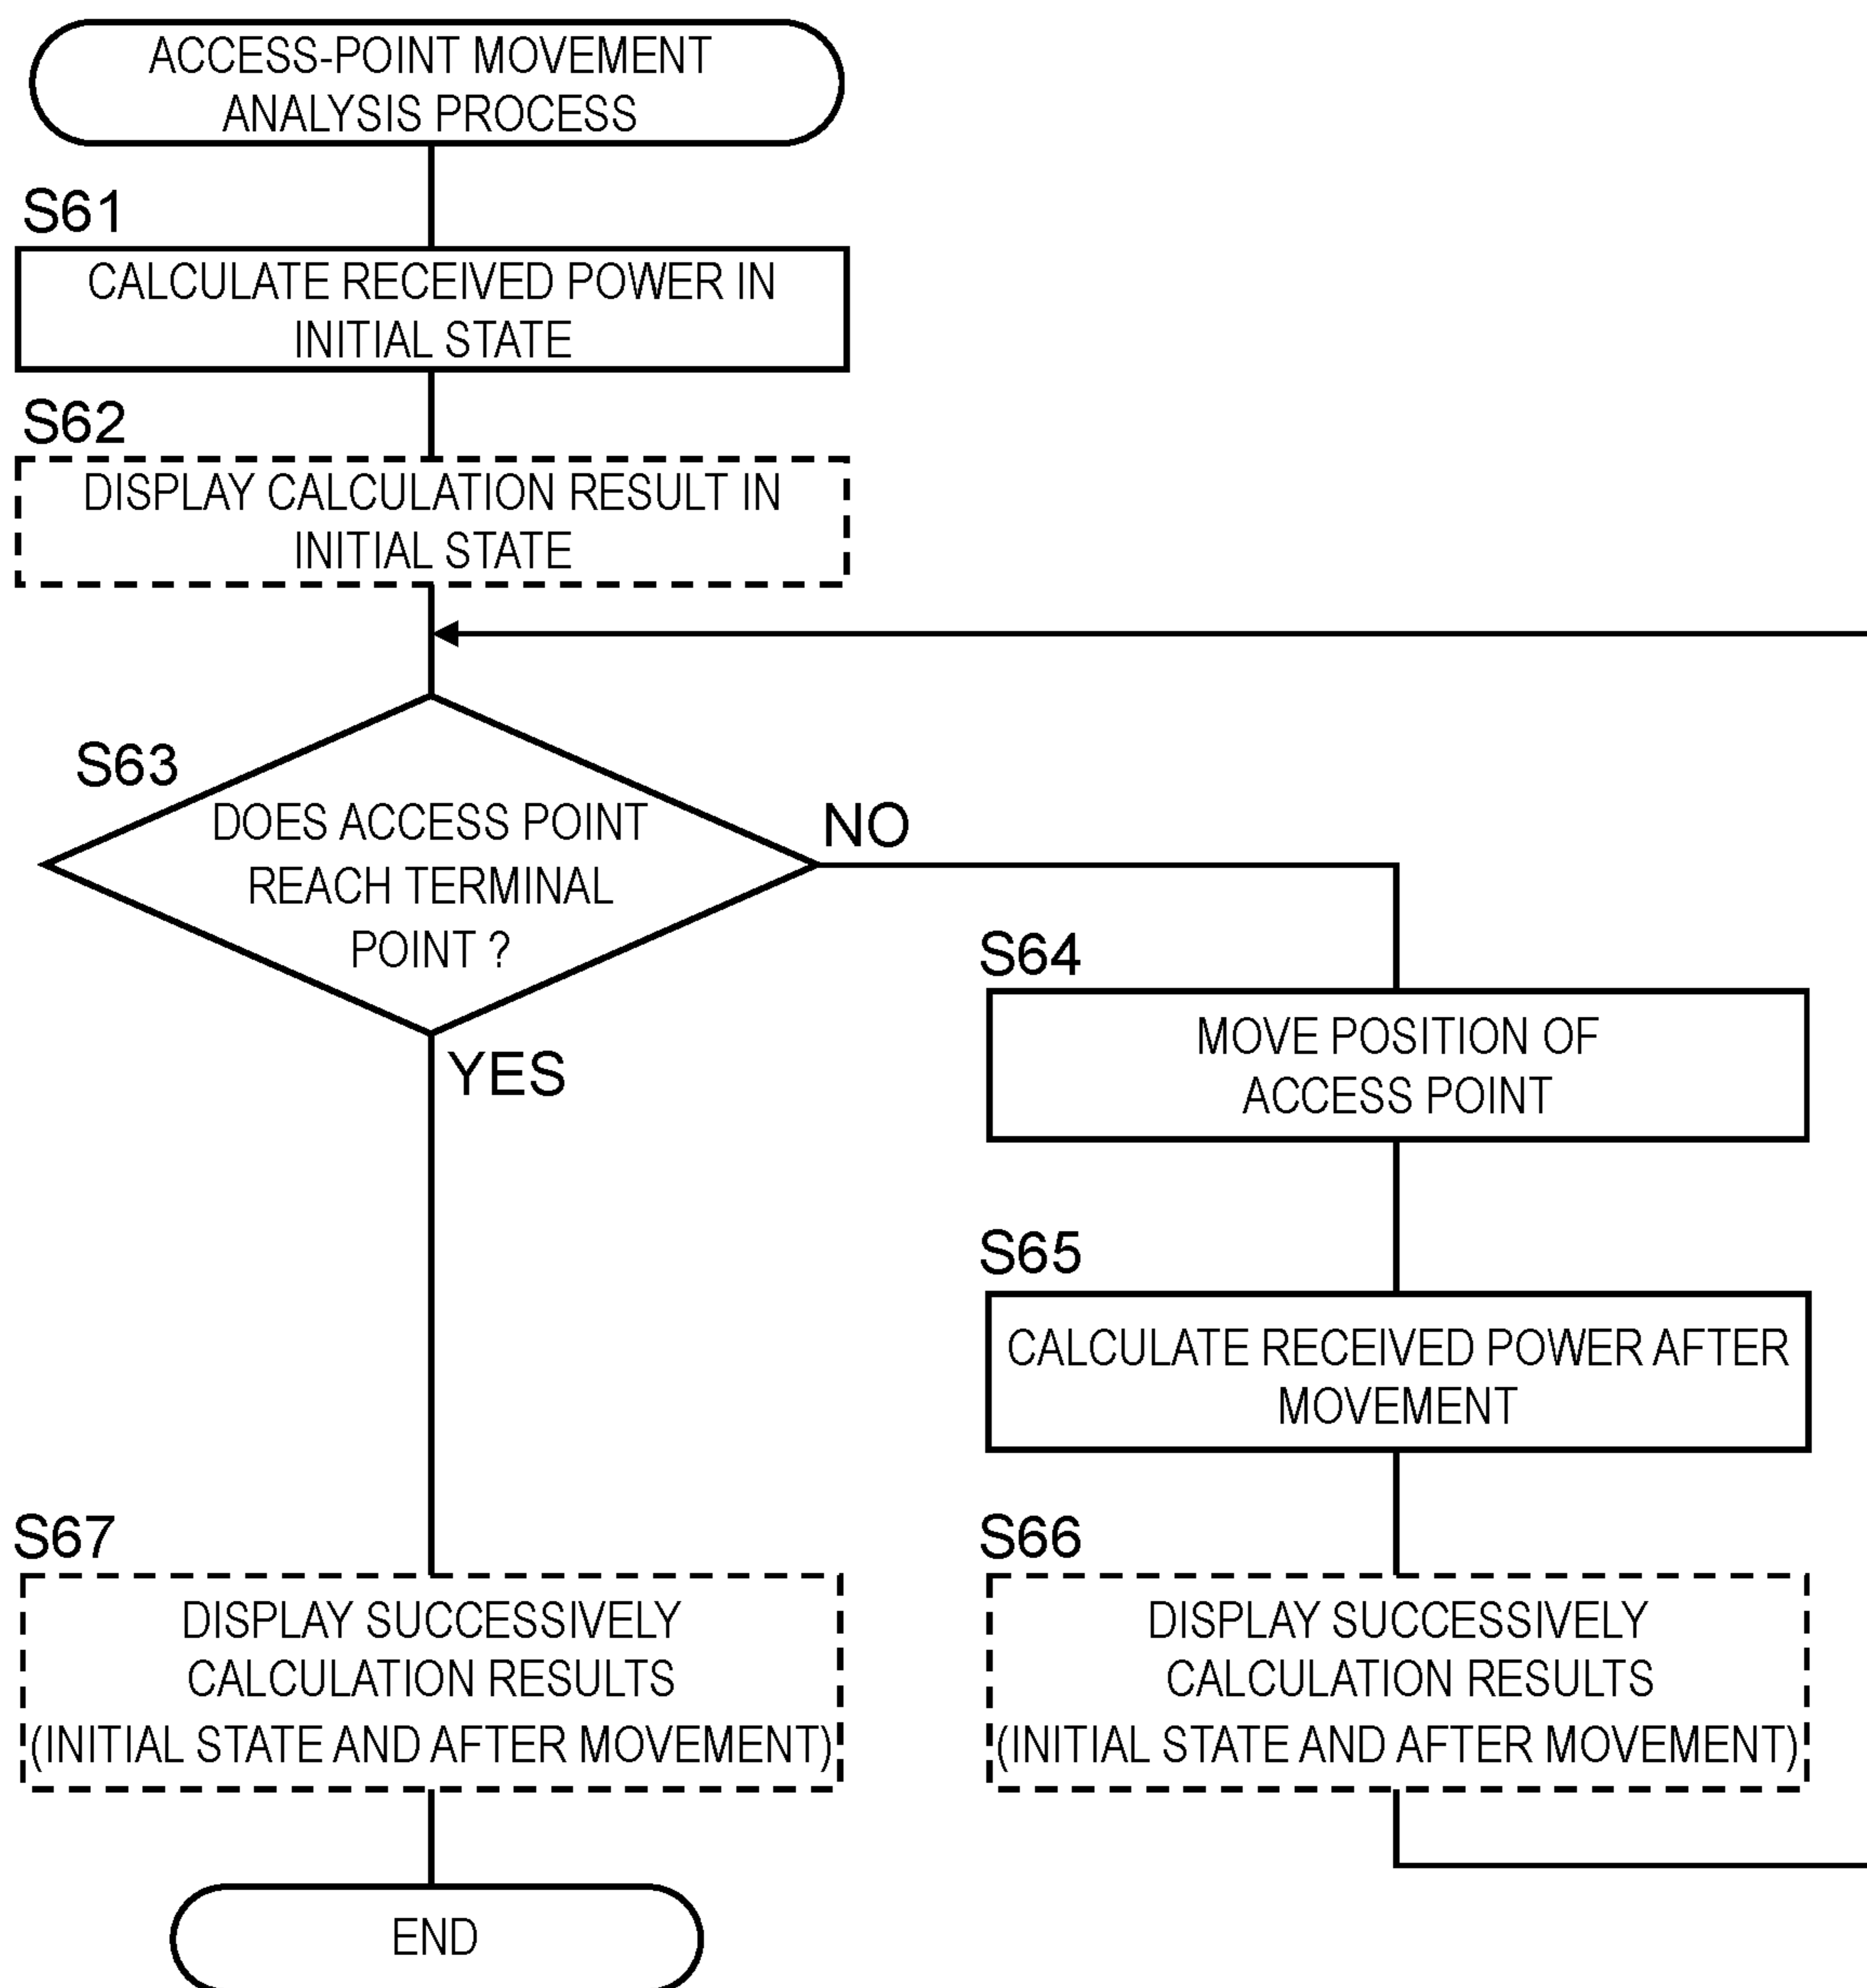 ACCESS-POINT MOVEMENT
ANALYSIS PROCESS
S61
CALCULATE RECEIVED POWER IN
INITIAL STATE
S62
DISPLAY CALCULATION RESULT IN
INITIAL STATE
S63
DOES ACCESS POINT
REACH TERMINAL
POINT ?
NO
YES
S64
MOVE POSITION OF
ACCESS POINT
S65
CALCULATE RECEIVED POWER AFTER
MOVEMENT
S66
DISPLAY SUCCESSIVELY
CALCULATION RESULTS
(INITIAL STATE AND AFTER MOVEMENT)
S67
DISPLAY SUCCESSIVELY
CALCULATION RESULTS
(INITIAL STATE AND AFTER MOVEMENT)
END